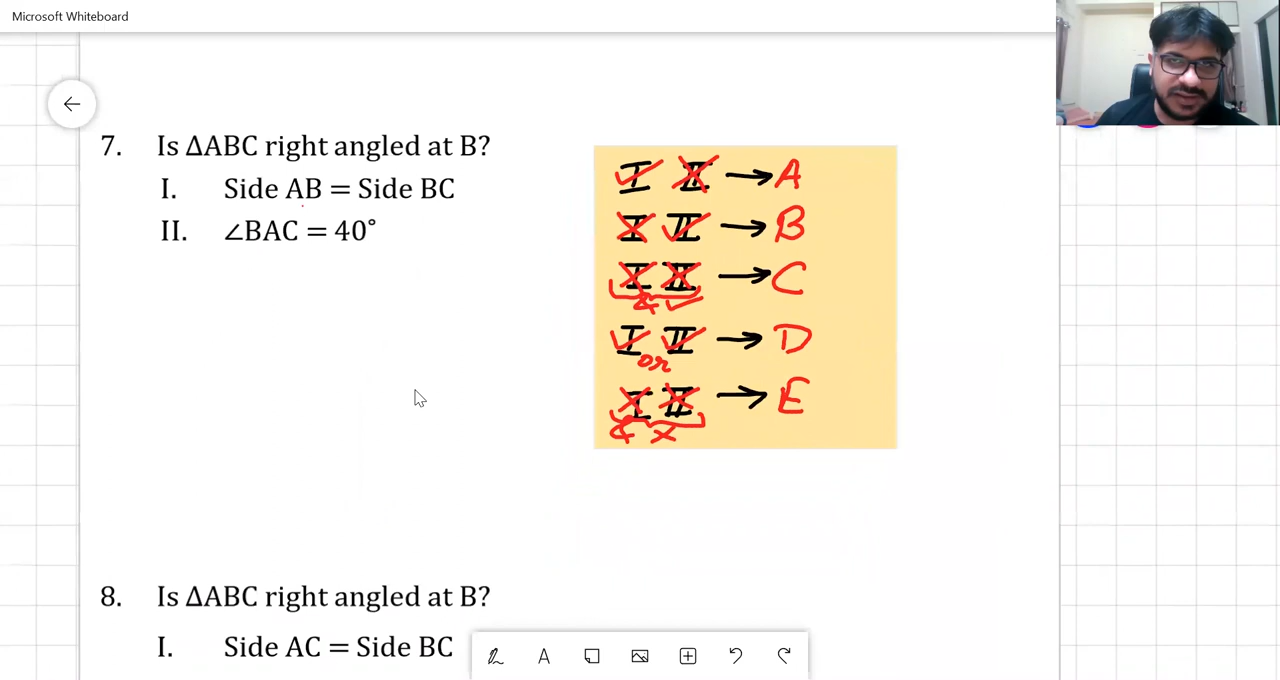 Microsoft Whiteboard
7. Is ΔABC right angled at B?
I. Side AB = Side BC
II. ∠BAC = 40°
I II → A
I II → B
I II → C
&
I II → D
or
I II → E
&
8. Is ΔABC right angled at B?
I. Side AC = Side BC
A